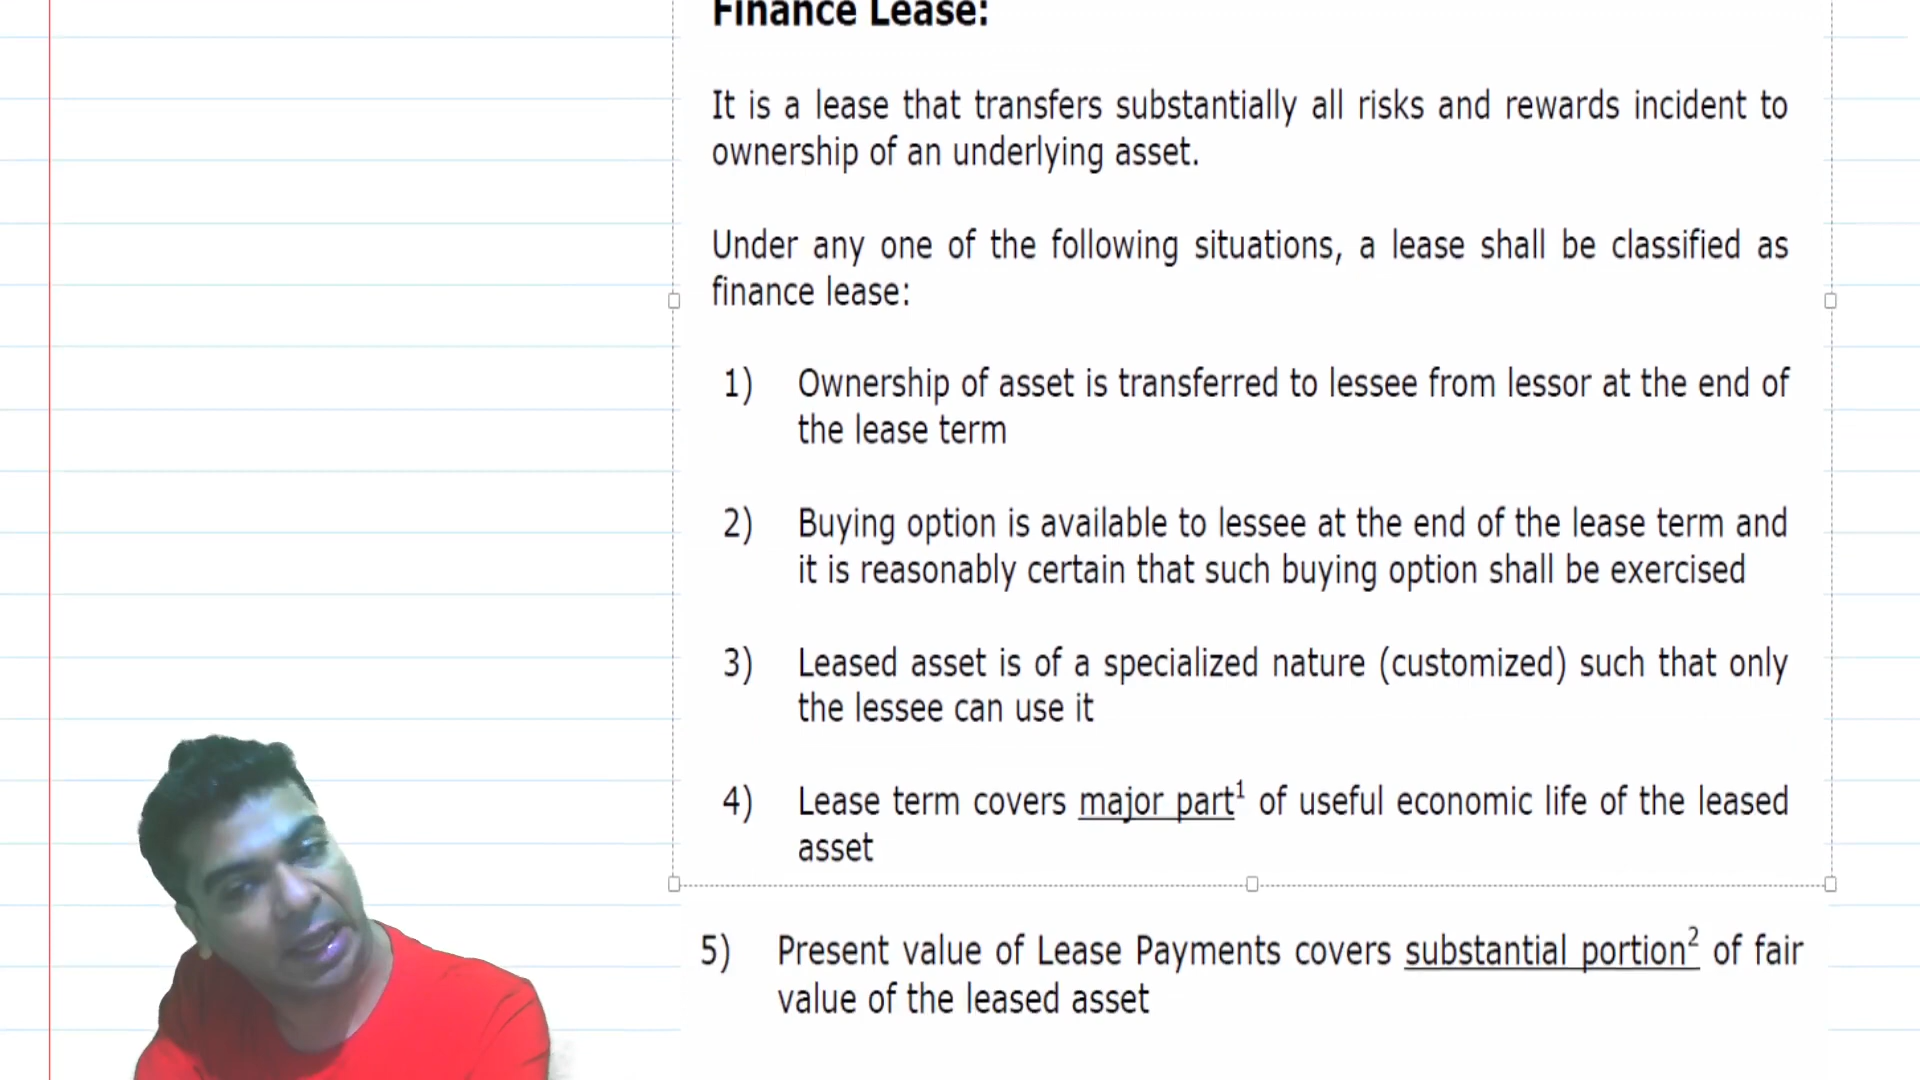 Finance Lease:
It is a lease that transfers substantially all risks and rewards incident to
ownership of an underlying asset.
Under any one of the following situations, a lease shall be classified as
finance lease:
1) Ownership of asset is transferred to lessee from lessor at the end of
the lease term
2) Buying option is available to lessee at the end of the lease term and
it is reasonably certain that such buying option shall be exercised
3) Leased asset is of a specialized nature (customized) such that only
the lessee can use it
4) Lease term covers major part¹ of useful economic life of the leased
asset
5) Present value of Lease Payments covers substantial portion² of fair
value of the leased asset